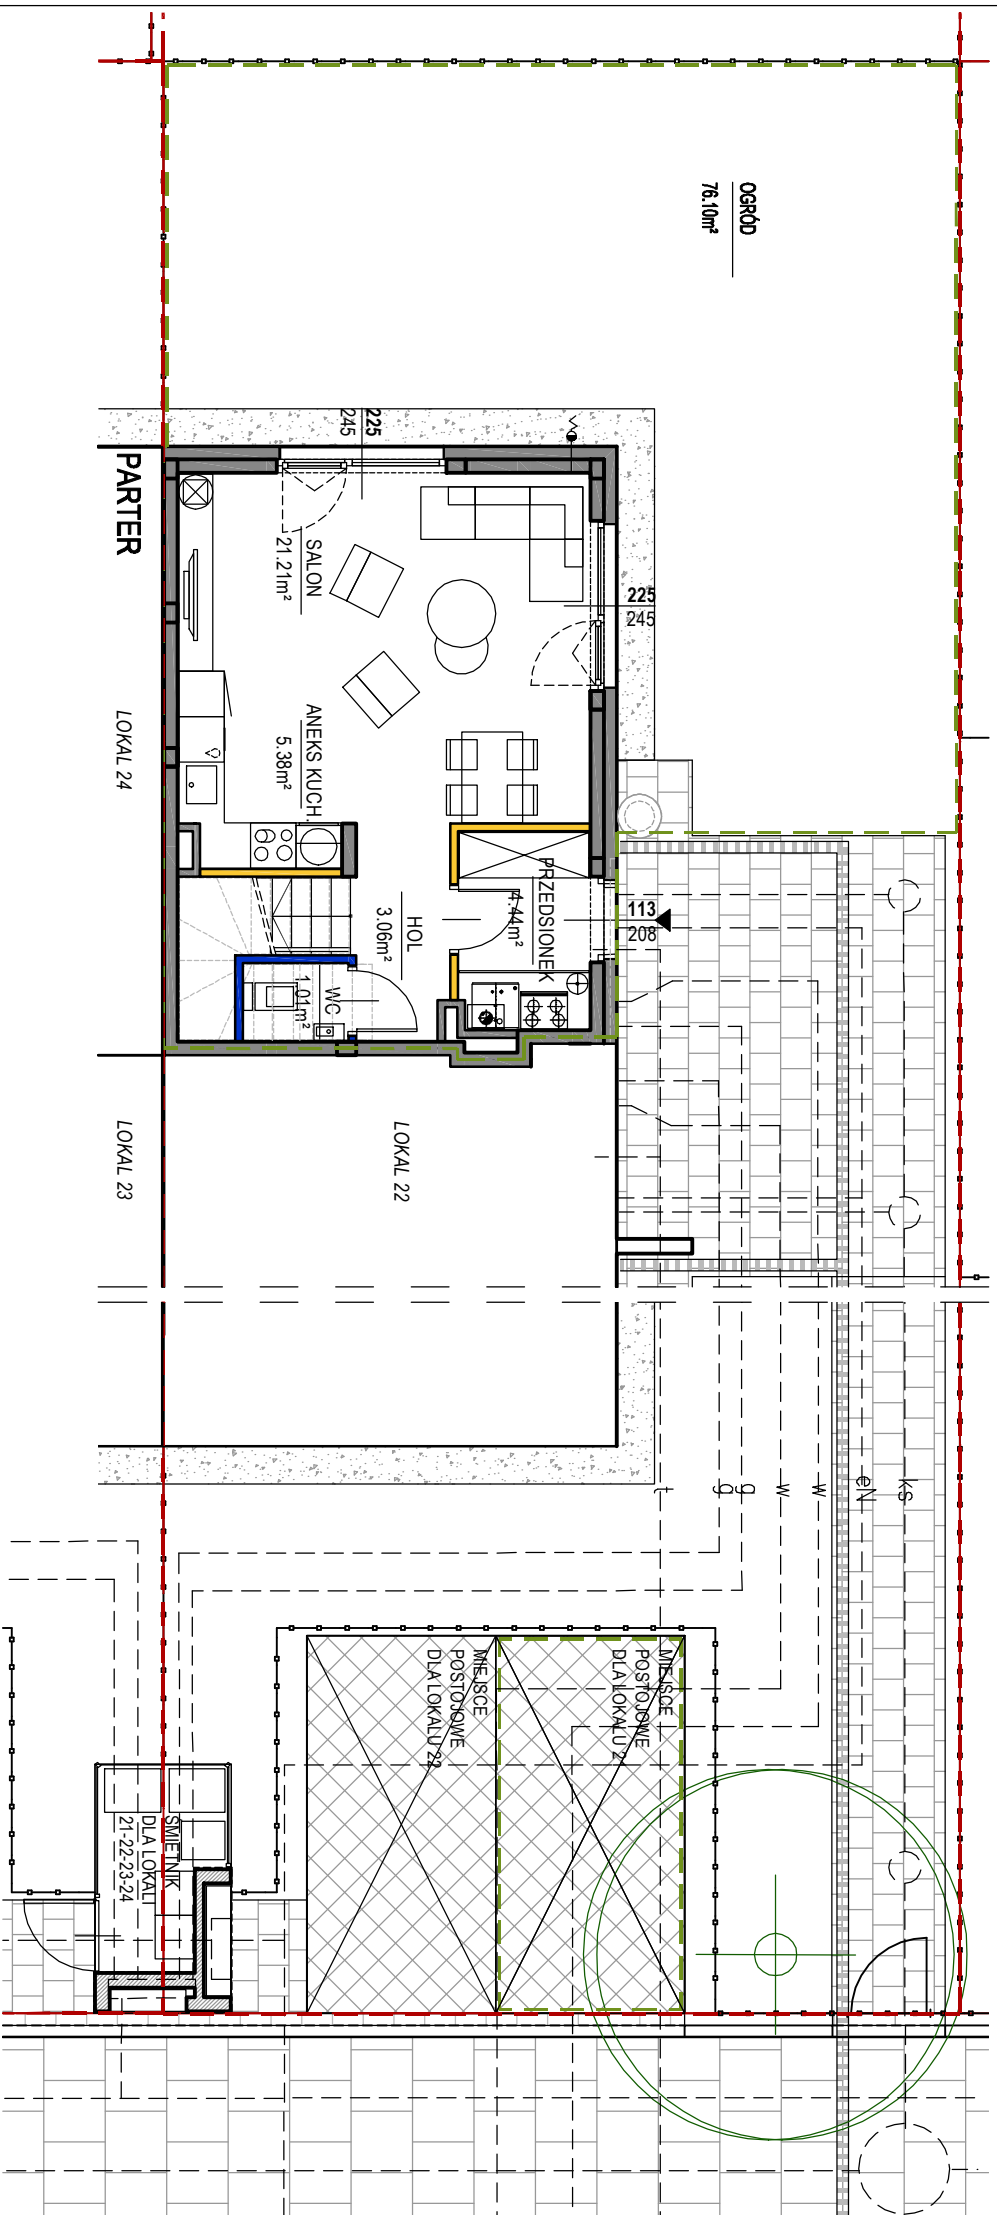 OGRÓD
76.10m²
225
245
PARTER
SALON
21.21m²
225
245
LOKAL 24
ANEKS KUCH.
5.38m²
PRZEDSIONEK
4.44m²
113
208
HOL
3.06m²
WC
1.01m²
LOKAL 23
LOKAL 22
t
g
g
w
w
eN
ks
MIEJSCE
POSTOJOWE
DLA LOKALU 22
MIEJSCE
POSTOJOWE
DLA LOKALU 2
ŚMIETNIK
DLA LOKALI
21-22-23-24